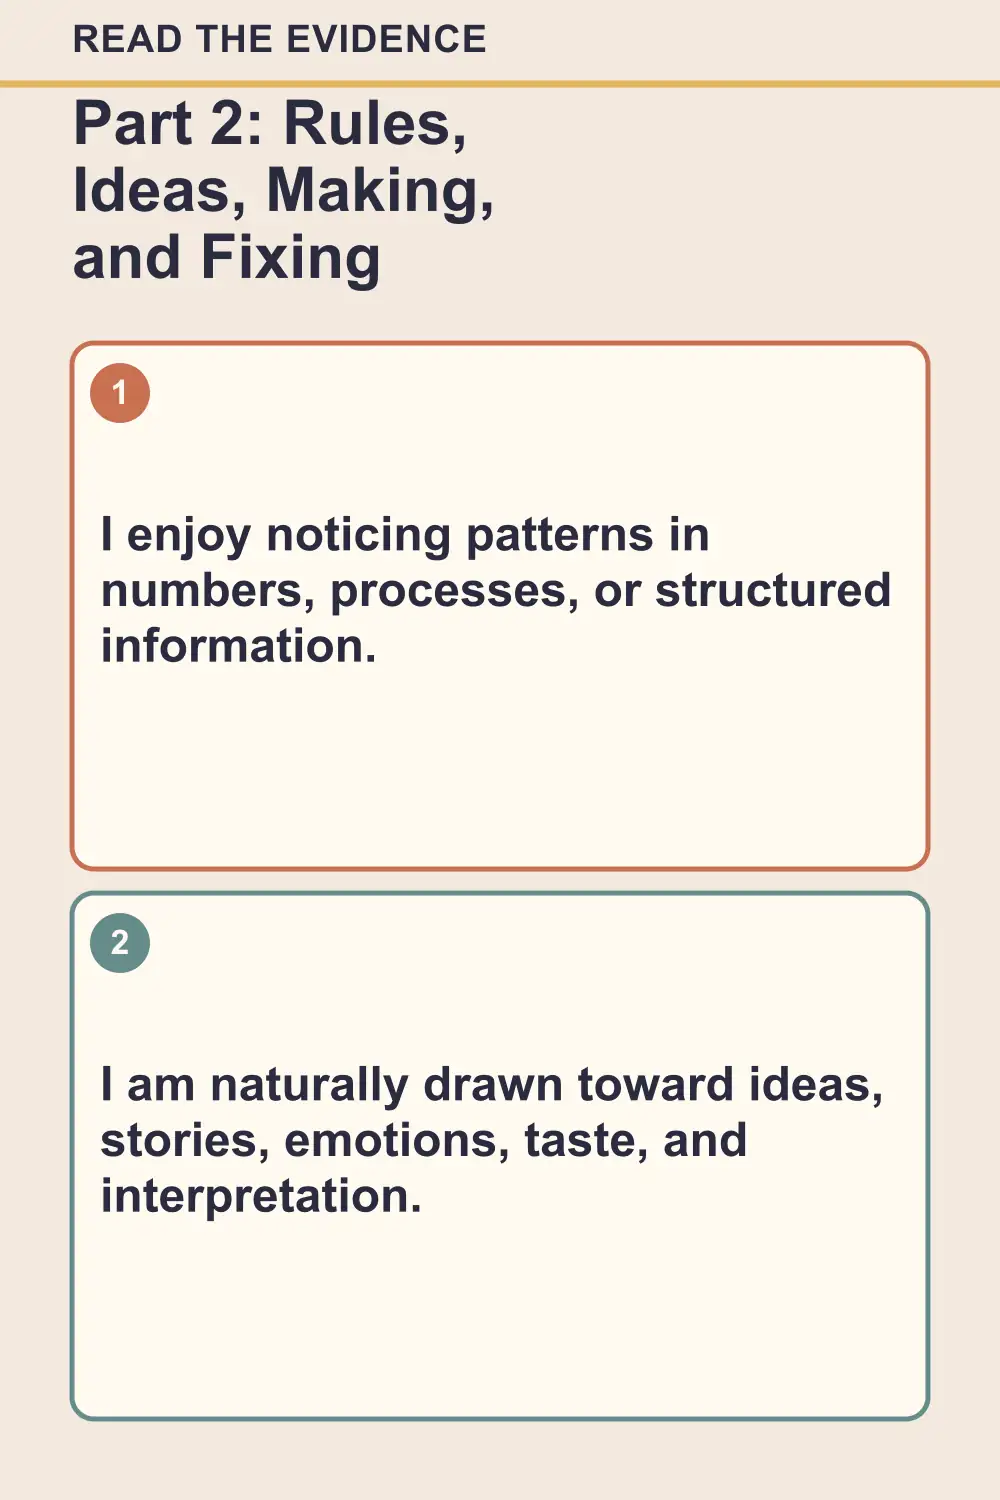 READ THE EVIDENCE
Part 2: Rules,
Ideas, Making,
and Fixing
1
I enjoy noticing patterns in
numbers, processes, or structured
information.
2
I am naturally drawn toward ideas,
stories, emotions, taste, and
interpretation.